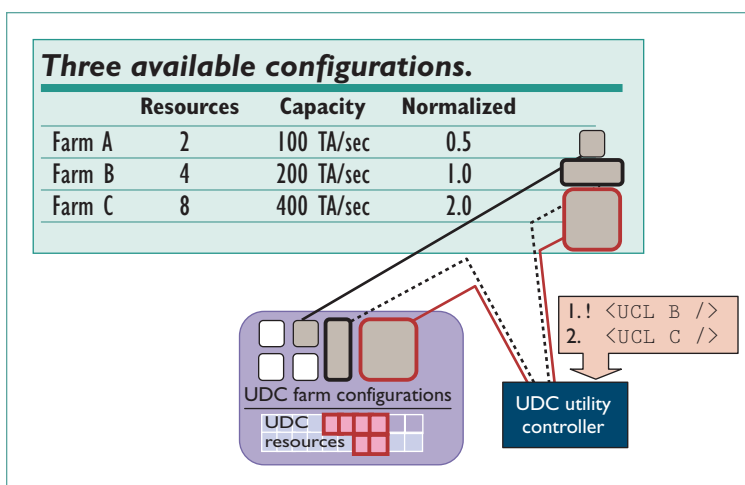 Three available configurations.
Resources Capacity Normalized
Farm A 2 100 TA/sec 0.5
Farm B 4 200 TA/sec 1.0
Farm C 8 400 TA/sec 2.0
1.! <UCL B />
2. <UCL C />
UDC farm configurations
UDC
resources
UDC utility
controller